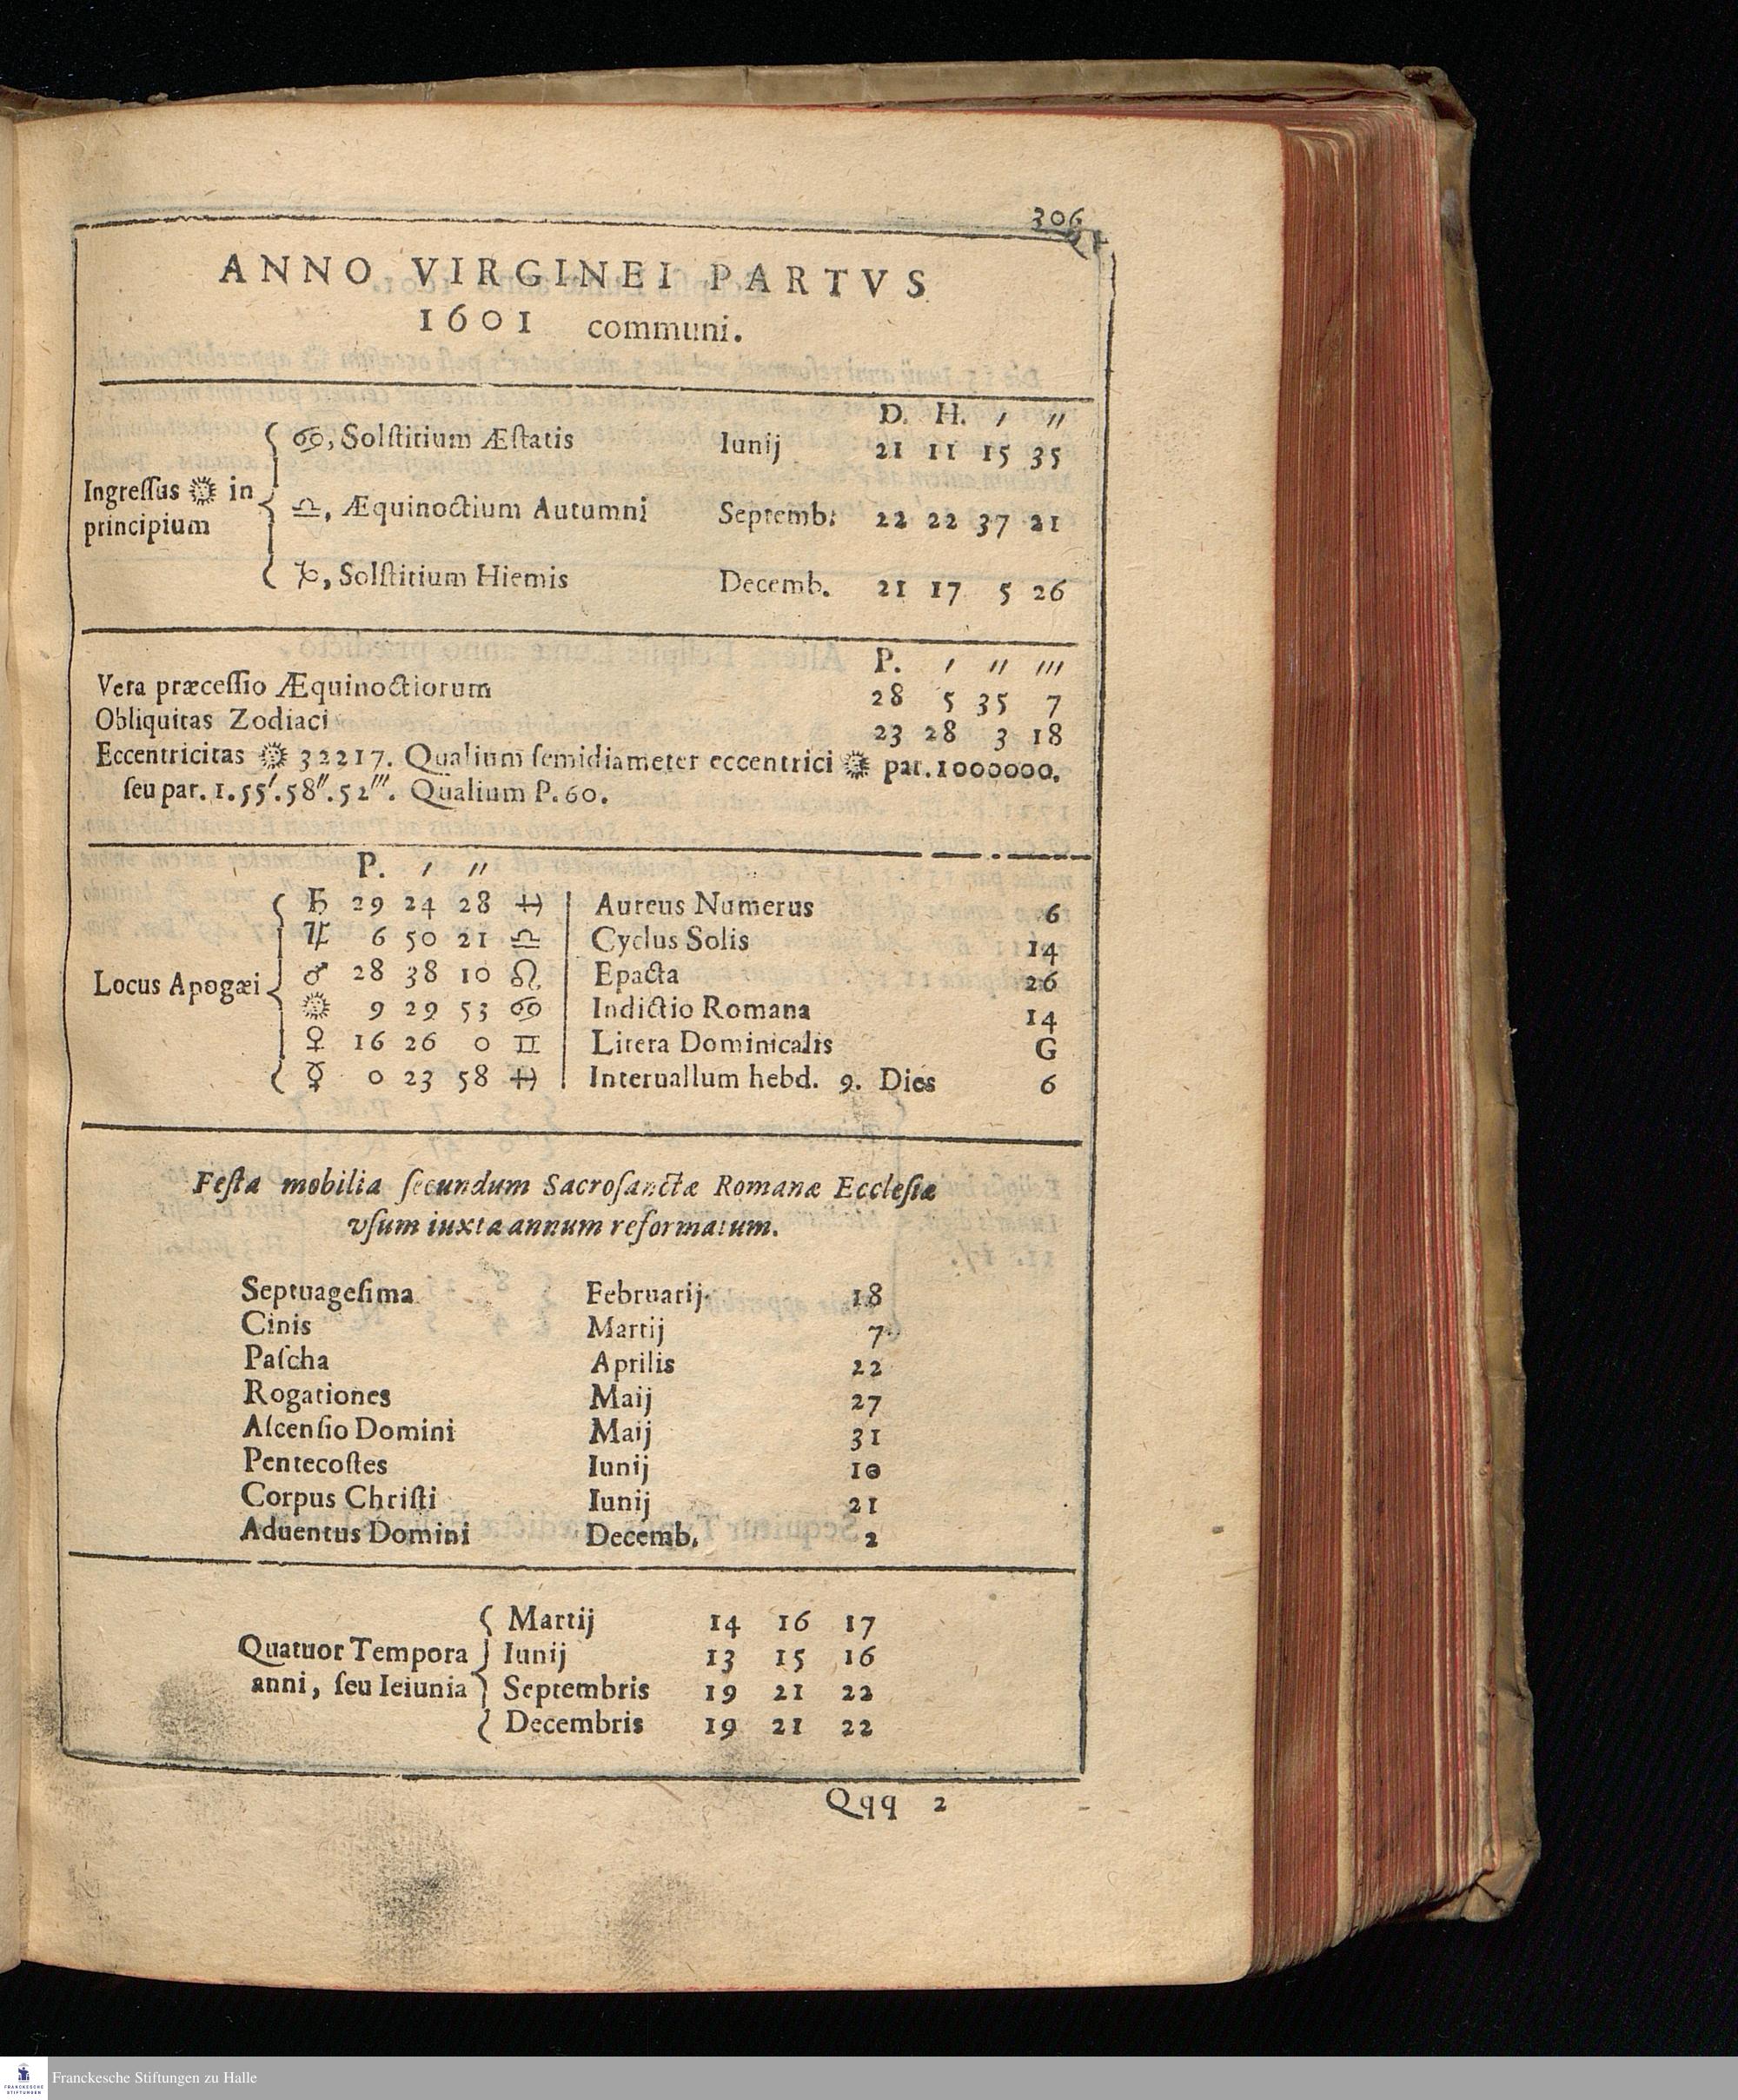 306
ANNO VIRGINEI PARTVS
1601 communi.
D. H. ′ ″
♋, Solſtitium Æſtatis Iunij 21 11 15 35
Ingreſſus ☉ in
principium
♎, Æquinoctium Autumni Septemb. 22 22 37 21
♑, Solſtitium Hiemis Decemb. 21 17 5 26
P. ′ ″ ‴
Vera præceſſio Æquinoctiorum 28 5 35 7
Obliquitas Zodiaci 23 28 3 18
Eccentricitas ☉ 32217. Qualium ſemidiameter eccentrici ☉ par. 1000000.
ſeu par. 1.55′.58″.52‴. Qualium P. 60.
P. ′ ″
Locus Apogæi
♄ 29 24 28 ♐ Aureus Numerus 6
♃ 6 50 21 ♎ Cyclus Solis 14
♂ 28 38 10 ♌ Epacta 26
☉ 9 29 53 ♋ Indictio Romana 14
♀ 16 26 0 ♊ Litera Dominicalis G
☿ 0 23 58 ♐ Interuallum hebd. 9. Dies 6
Feſta mobilia ſecundum Sacroſanctæ Romanæ Eccleſiæ
vſum iuxta annum reformatum.
Septuageſima Februarij 18
Cinis Martij 7
Paſcha Aprilis 22
Rogationes Maij 27
Aſcenſio Domini Maij 31
Pentecoſtes Iunij 10
Corpus Chriſti Iunij 21
Aduentus Domini Decemb. 2
Quatuor Tempora
anni, ſeu Ieiunia
Martij 14 16 17
Iunij 13 15 16
Septembris 19 21 22
Decembris 19 21 22
Qqq 2
Franckesche Stiftungen zu Halle
FRANCKESCHE
STIFTUNGEN